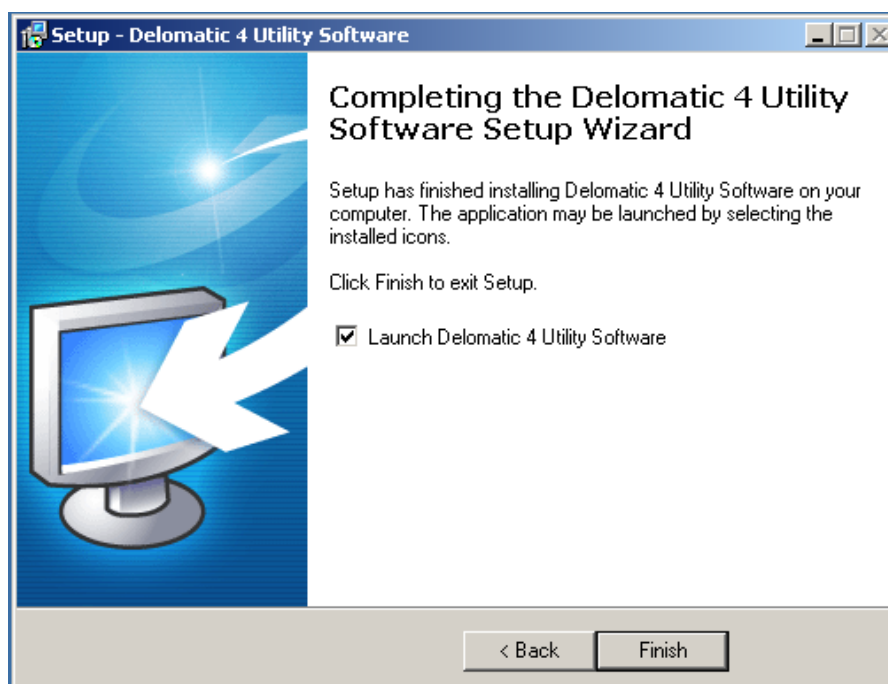 Setup - Delomatic 4 Utility Software
Completing the Delomatic 4 Utility
Software Setup Wizard
Setup has finished installing Delomatic 4 Utility Software on your
computer. The application may be launched by selecting the
installed icons.
Click Finish to exit Setup.
Launch Delomatic 4 Utility Software
< Back
Finish